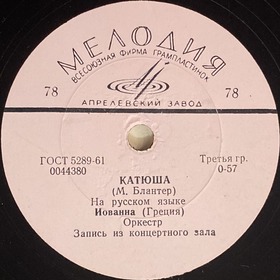 МЕЛОДИЯ
ВСЕСОЮЗНАЯ ФИРМА ГРАМПЛАСТИНОК
78 78
АПРЕЛЕВСКИЙ ЗАВОД
ГОСТ 5289-61 Третья гр.
0044380 0-57
КАТЮША
(М. Блантер)
На русском языке
Иованна (Греция)
Оркестр
Запись из концертного зала